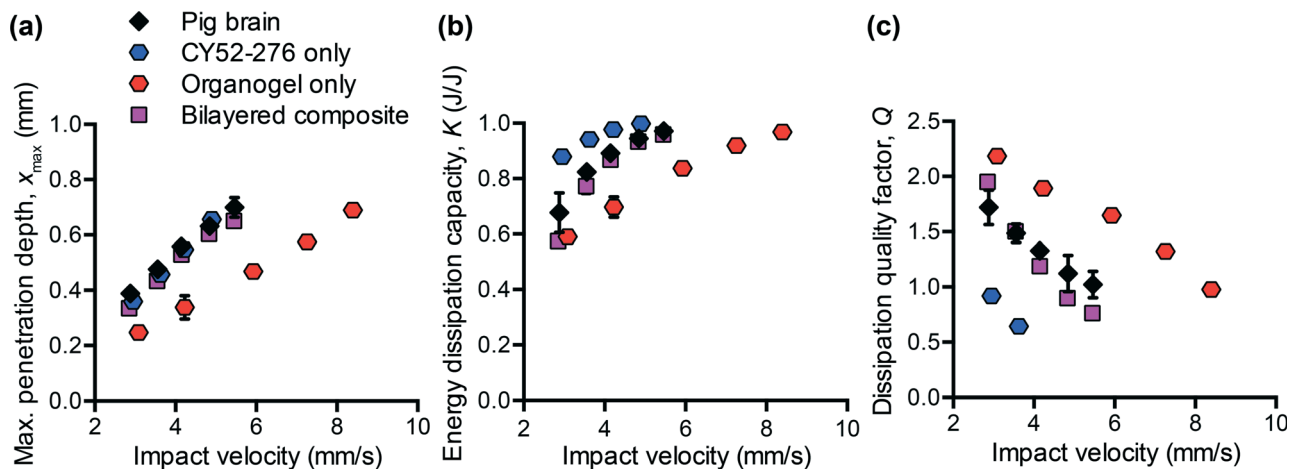 (a)
Pig brain
CY52-276 only
Organogel only
Bilayered composite
Max. penetration depth, xmax (mm)
1.0
0.8
0.6
0.4
0.2
0.0
2 4 6 8 10
Impact velocity (mm/s)
(b)
Energy dissipation capacity, K (J/J)
1.0
0.8
0.6
0.4
0.2
0.0
2 4 6 8 10
Impact velocity (mm/s)
(c)
Dissipation quality factor, Q
2.5
2.0
1.5
1.0
0.5
0.0
2 4 6 8 10
Impact velocity (mm/s)